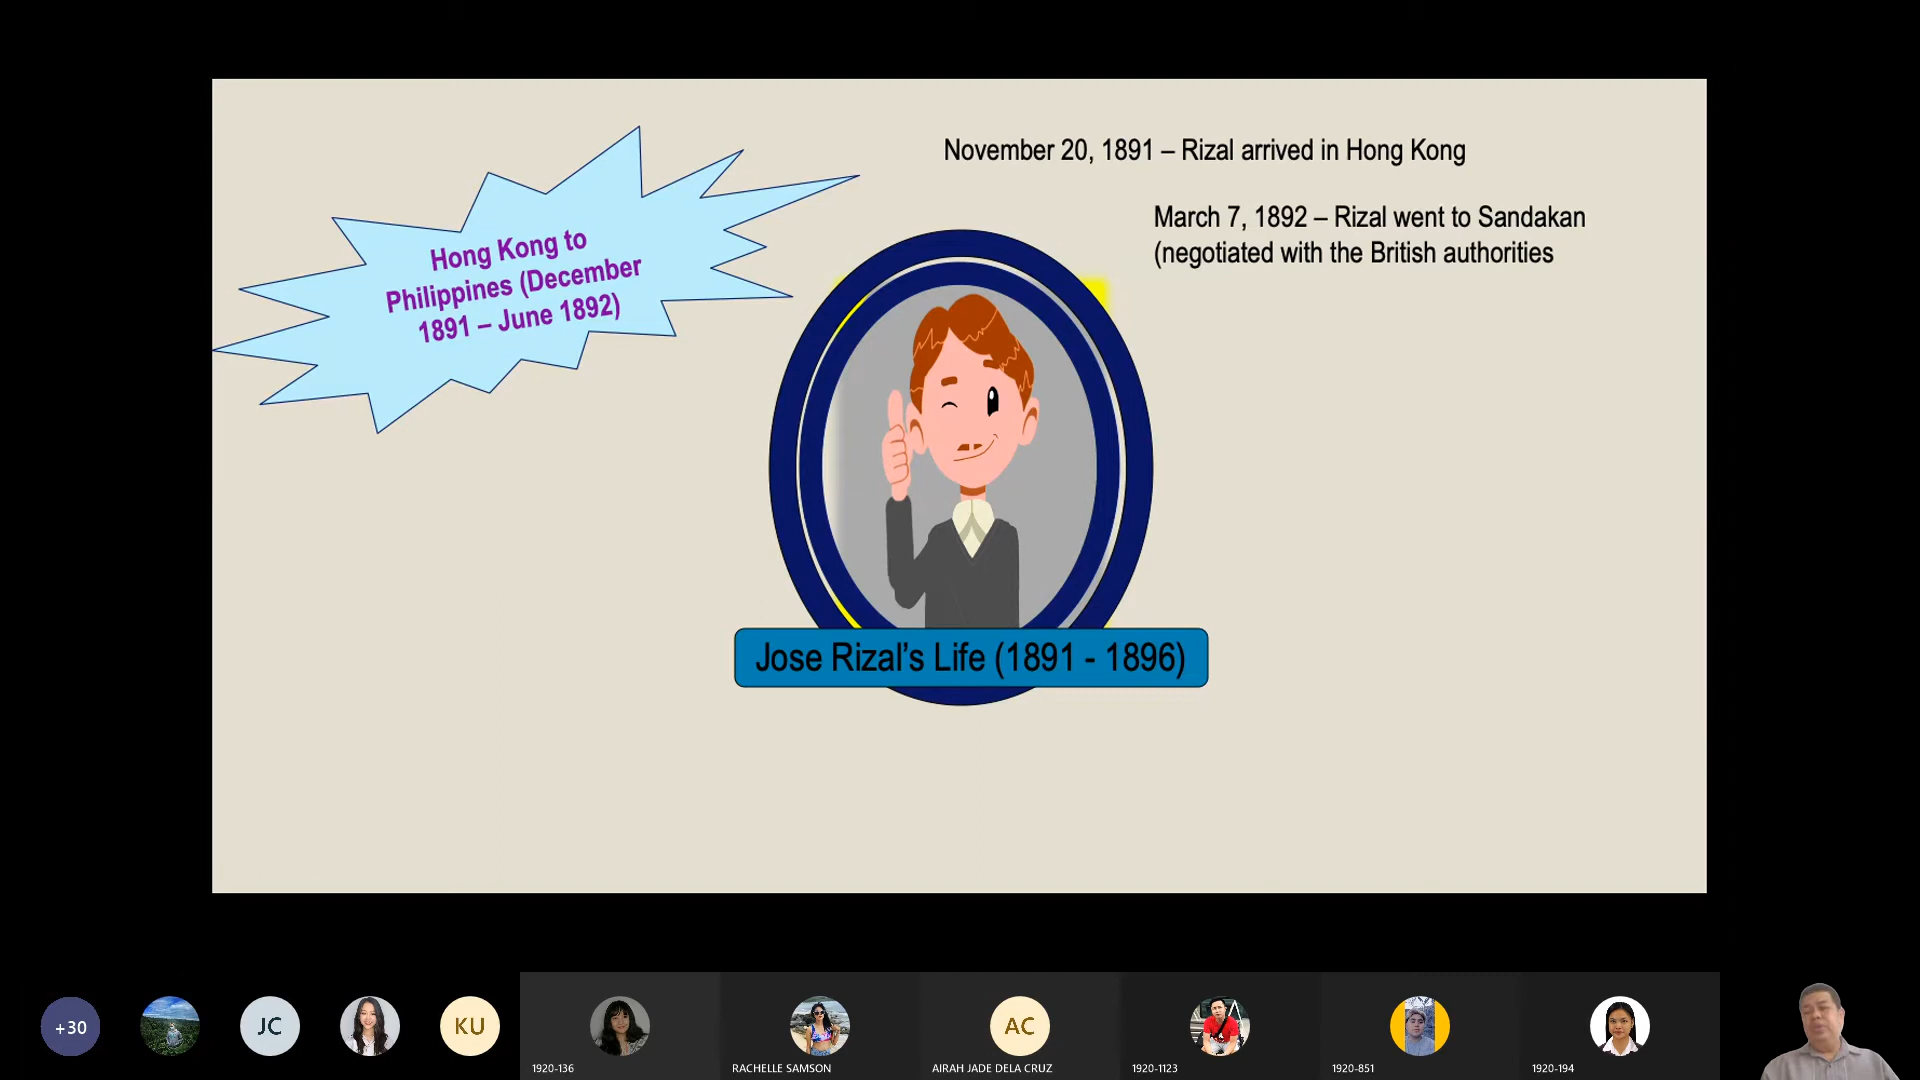 November 20, 1891 – Rizal arrived in Hong Kong
March 7, 1892 – Rizal went to Sandakan
(negotiated with the British authorities
Hong Kong to
Philippines (December
1891 – June 1892)
Jose Rizal's Life (1891 - 1896)
+30
JC
KU
AC
1920-136
RACHELLE SAMSON
AIRAH JADE DELA CRUZ
1920-1123
1920-851
1920-194